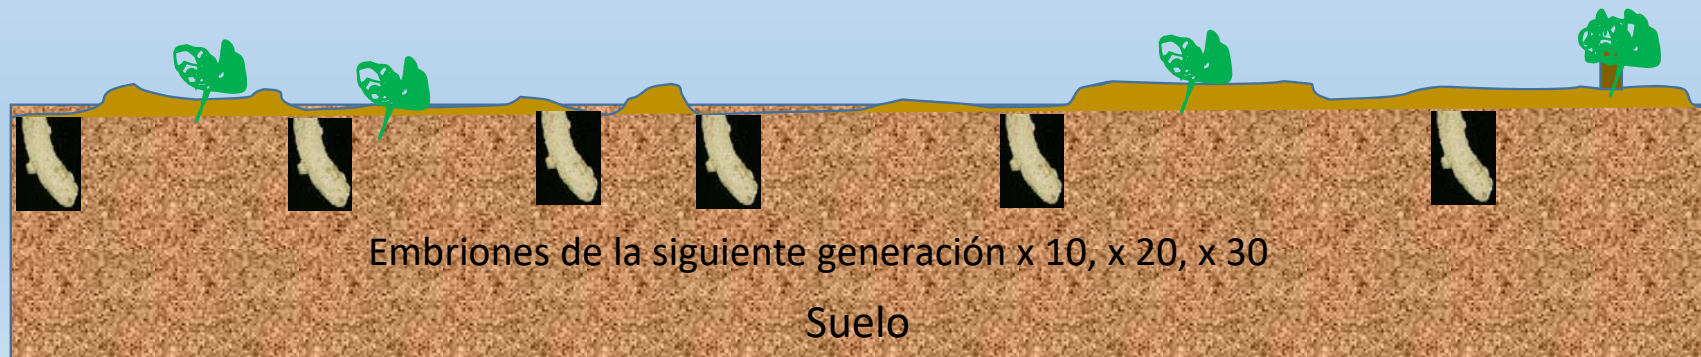 Embriones de la siguiente generación x 10, x 20, x 30
Suelo